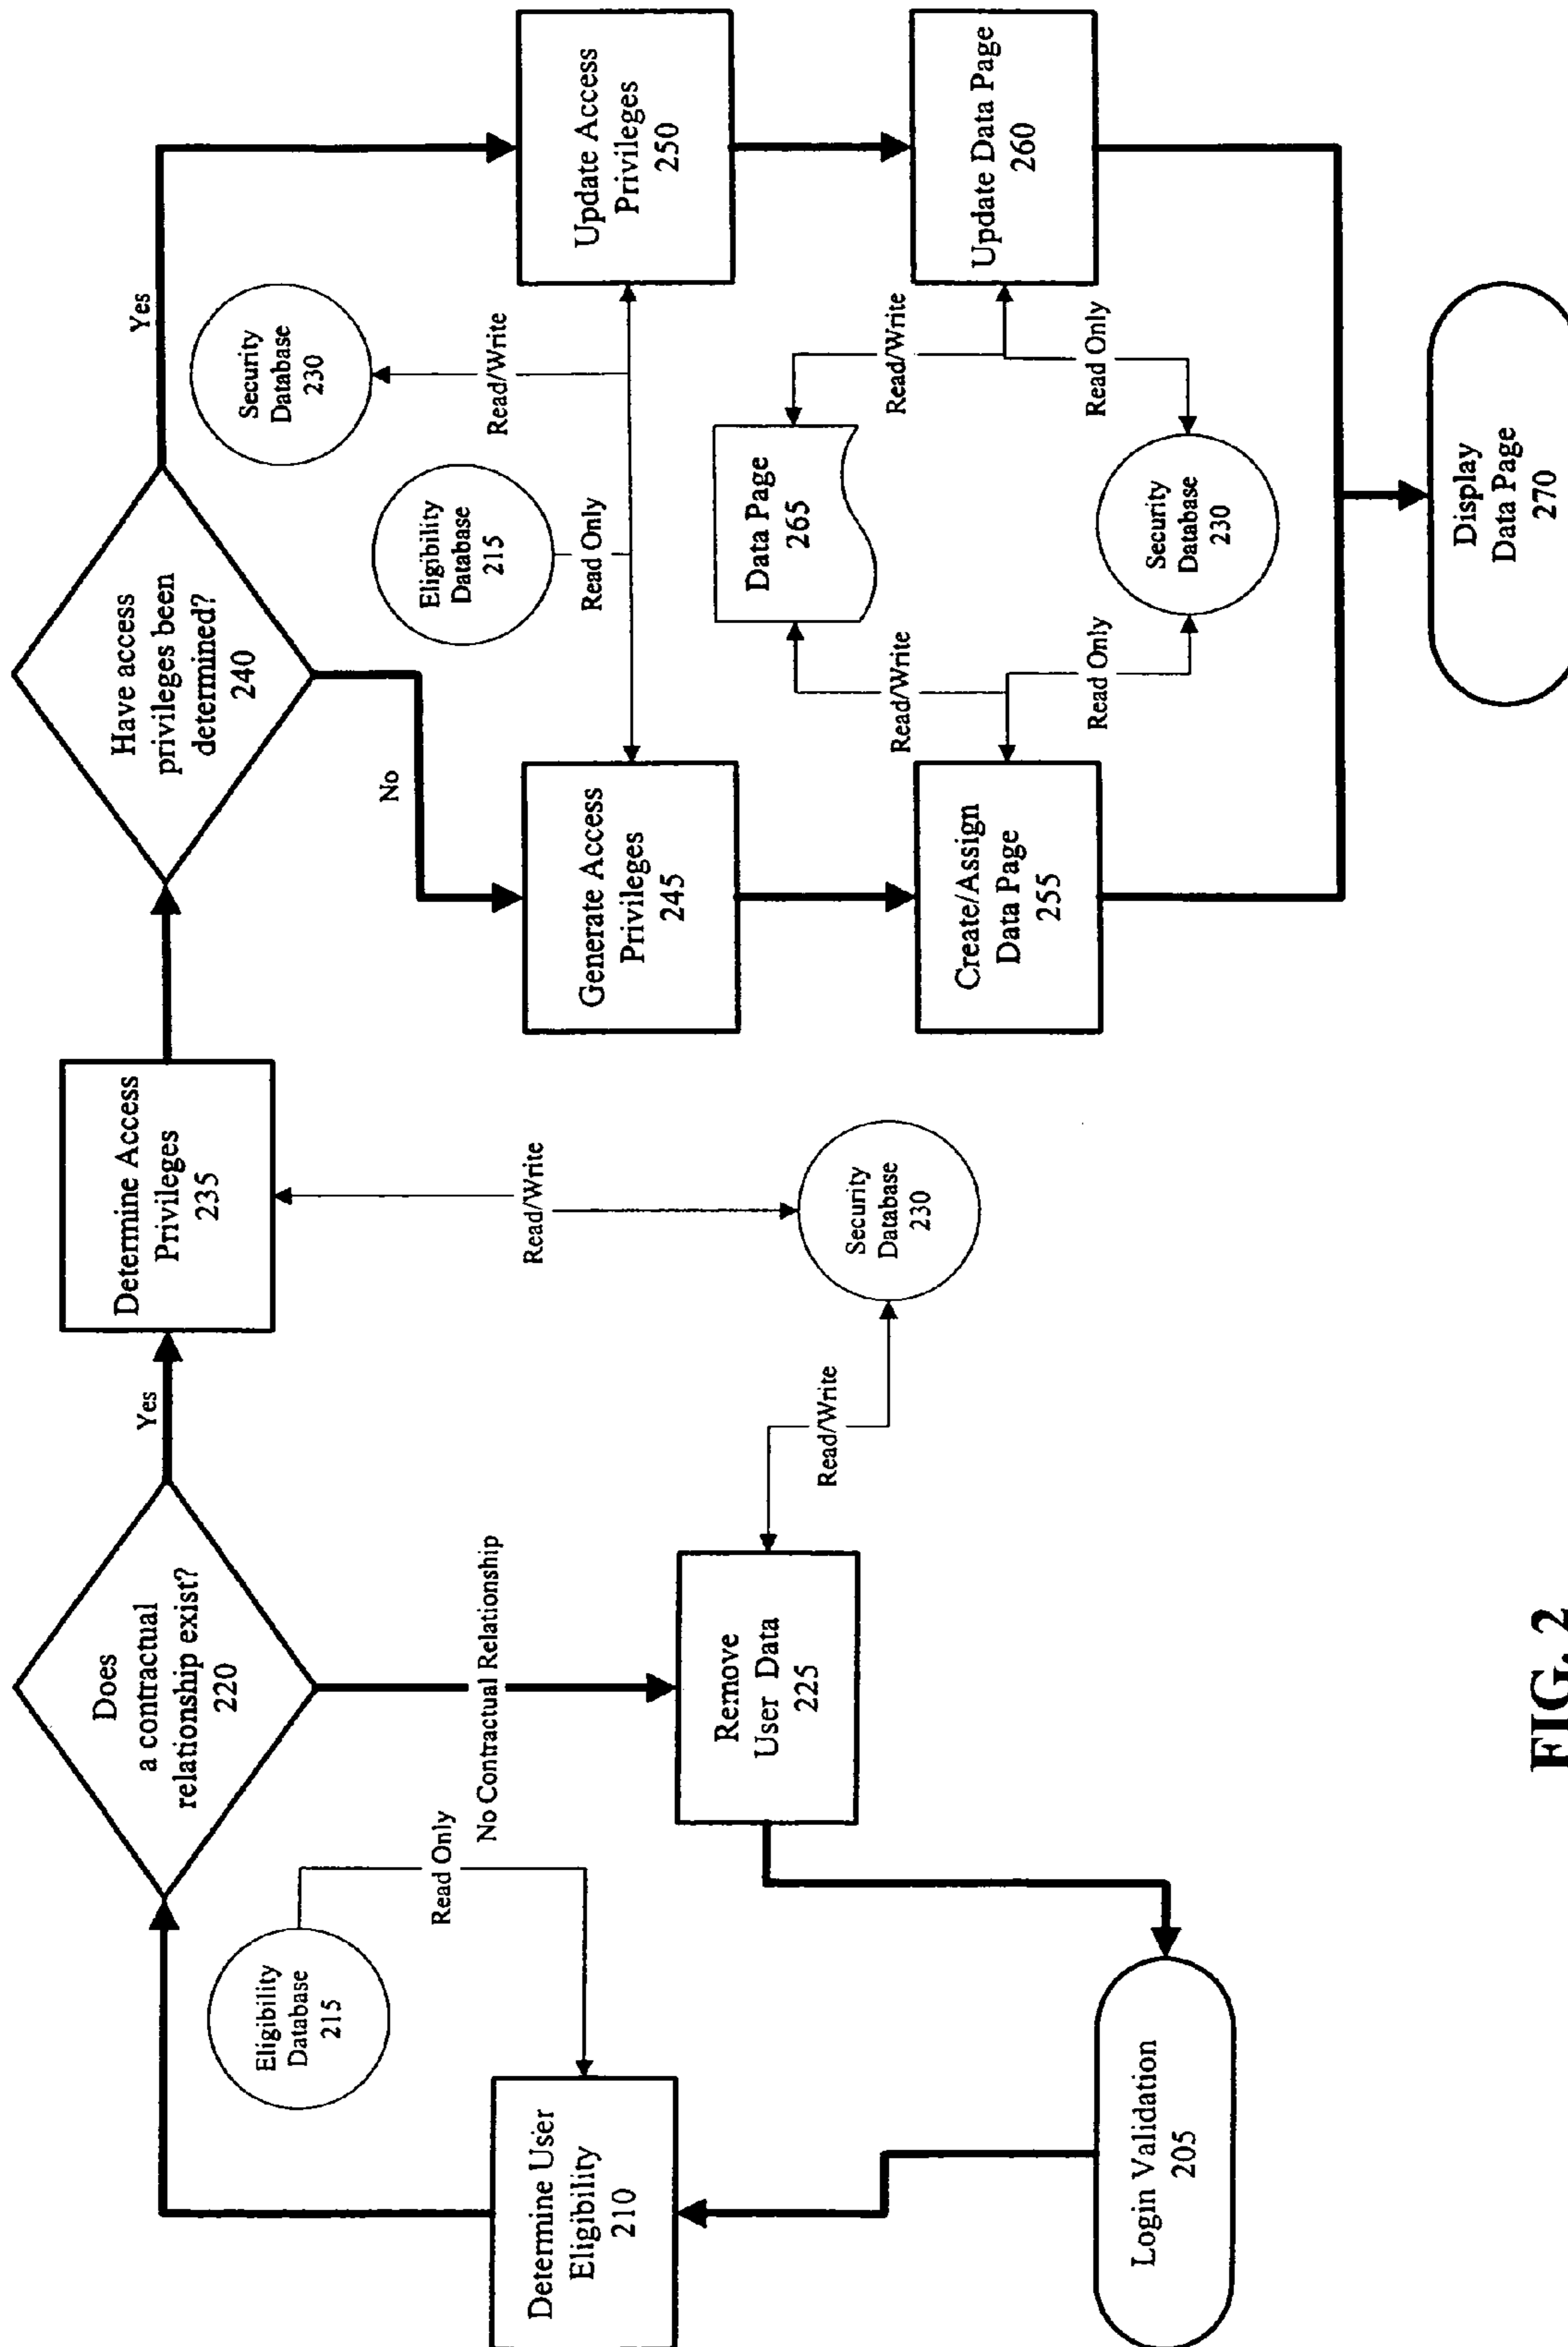 Login Validation
205
Determine User
Eligibility
210
Eligibility
Database
215
Read Only
Does
a contractual
relationship exist?
220
No Contractual Relationship
Remove
User Data
225
Read/Write
Security
Database
230
Yes
Determine Access
Privileges
235
Read/Write
Have access
privileges been
determined?
240
No
Yes
Generate Access
Privileges
245
Eligibility
Database
215
Read Only
Security
Database
230
Read/Write
Update Access
Privileges
250
Create/Assign
Data Page
255
Read/Write
Read Only
Data Page
265
Security
Database
230
Read/Write
Read Only
Update Data Page
260
Display
Data Page
270
FIG. 2